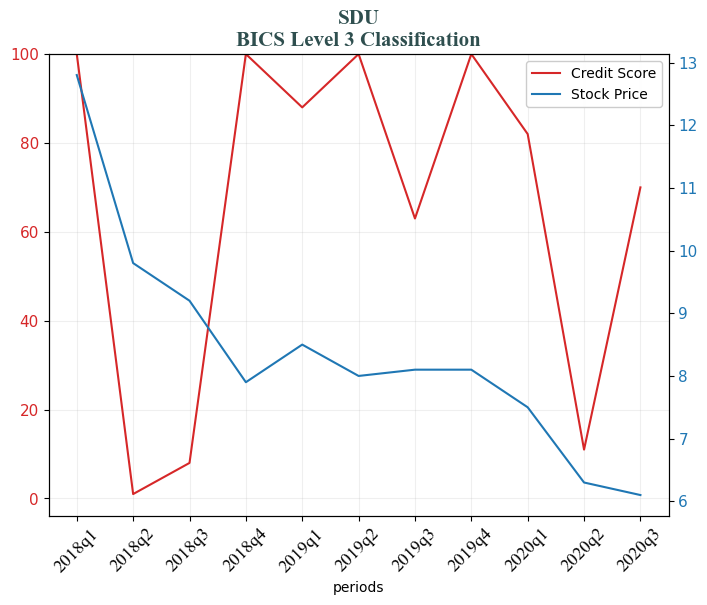 SDU
BICS Level 3 Classification
Credit Score
Stock Price
100
80
60
40
20
0
13
12
11
10
9
8
7
6
2018q1
2018q2
2018q3
2018q4
2019q1
2019q2
2019q3
2019q4
2020q1
2020q2
2020q3
periods